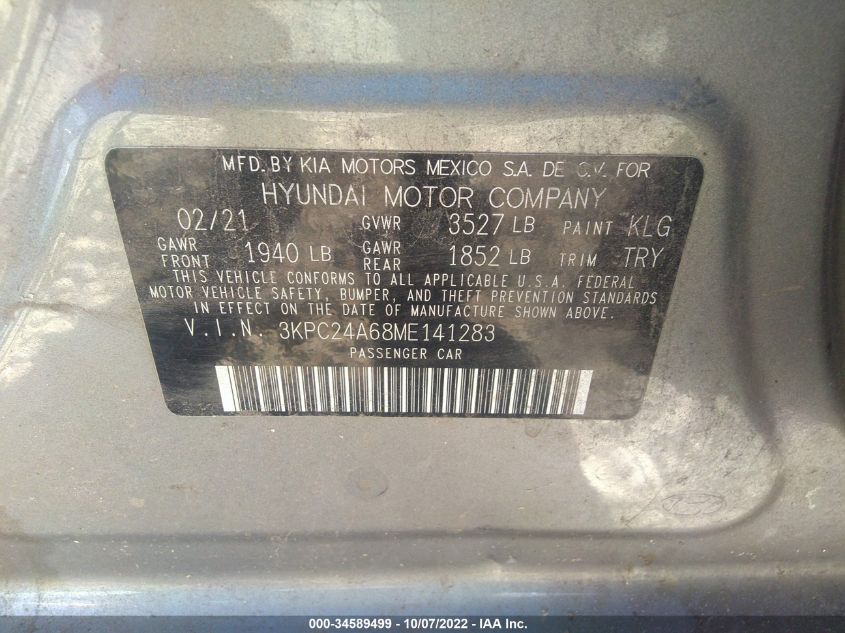 MFD. BY KIA MOTORS MEXICO S.A. DE C.V. FOR
HYUNDAI MOTOR COMPANY
02/21 GVWR 3527 LB PAINT KLG
GAWR FRONT 1940 LB GAWR REAR 1852 LB TRIM TRY
THIS VEHICLE CONFORMS TO ALL APPLICABLE U.S.A. FEDERAL
MOTOR VEHICLE SAFETY, BUMPER, AND THEFT PREVENTION STANDARDS
IN EFFECT ON THE DATE OF MANUFACTURE SHOWN ABOVE.
V.I.N. 3KPC24A68ME141283
PASSENGER CAR
000-34589499 - 10/07/2022 - IAA Inc.